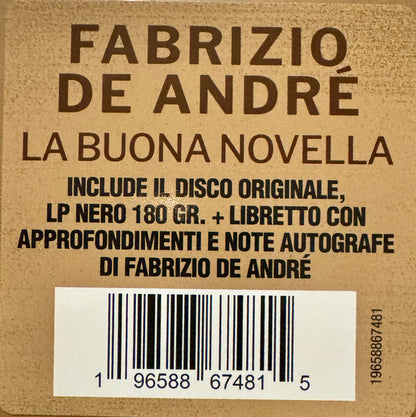 FABRIZIO
DE ANDRÉ
LA BUONA NOVELLA
INCLUDE IL DISCO ORIGINALE,
LP NERO 180 GR. + LIBRETTO CON
APPROFONDIMENTI E NOTE AUTOGRAFE
DI FABRIZIO DE ANDRÉ
1 96588 67481 5
19658867481